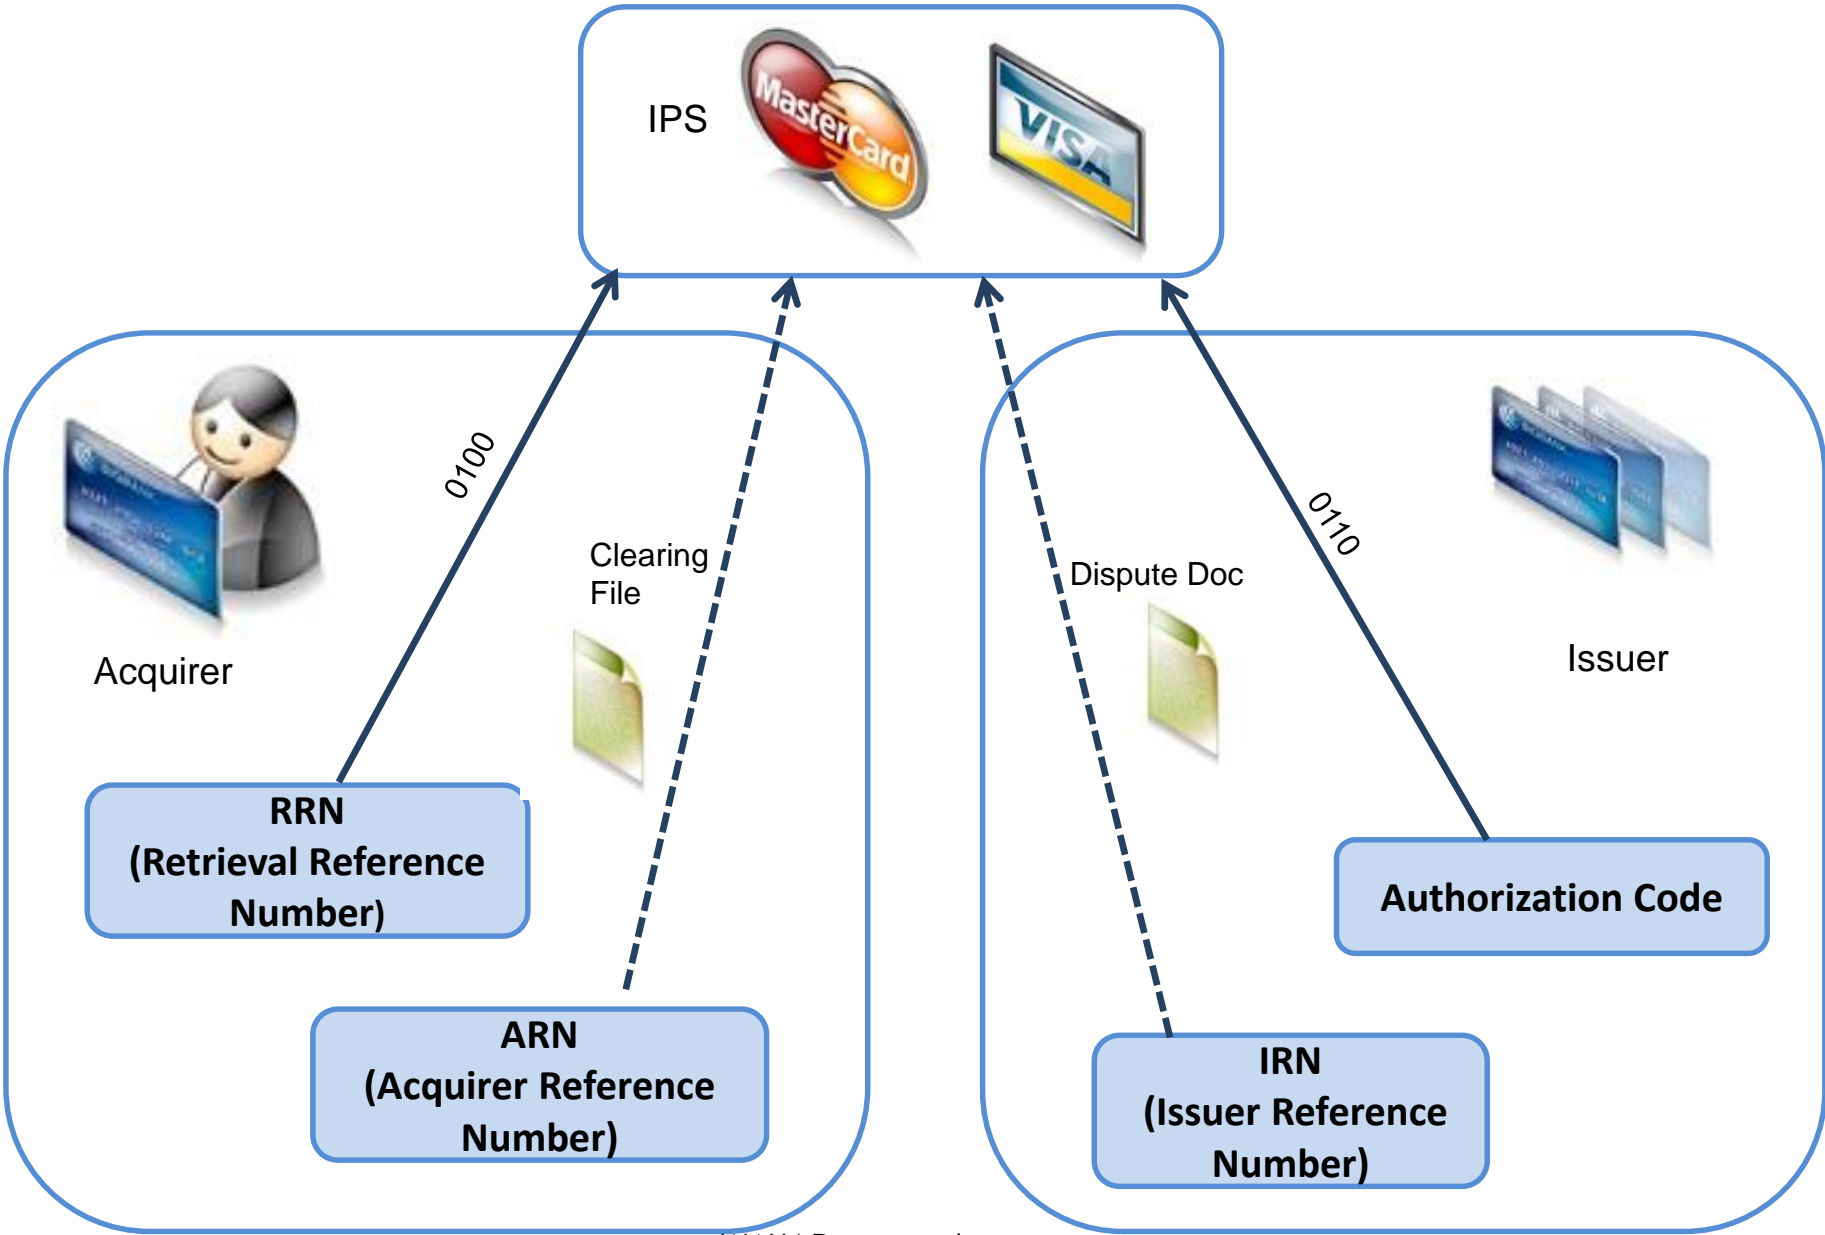 IPS
MasterCard
VISA
0100
Clearing
File
Acquirer
RRN
(Retrieval Reference
Number)
ARN
(Acquirer Reference
Number)
0110
Dispute Doc
Issuer
Authorization Code
IRN
(Issuer Reference
Number)